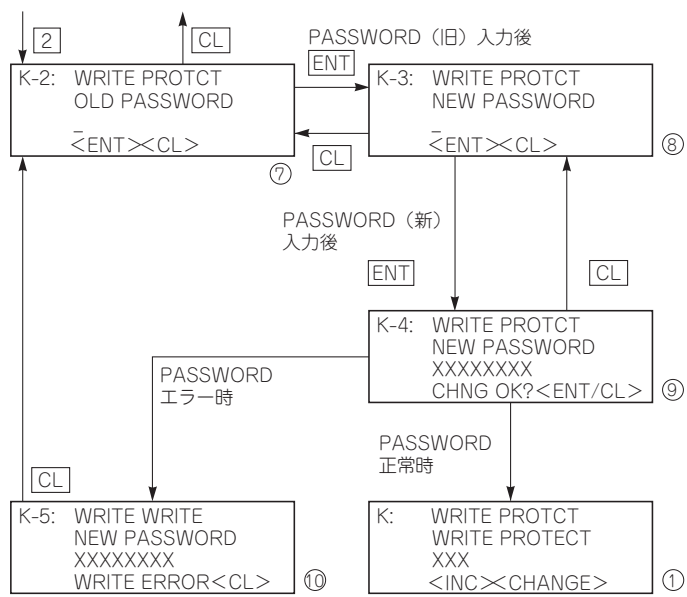 2
CL
PASSWORD（旧）入力後
ENT
K-2: WRITE PROTCT
OLD PASSWORD
_
<ENT><CL>
⑦
K-3: WRITE PROTCT
NEW PASSWORD
_
<ENT><CL>
⑧
CL
PASSWORD（新）
入力後
ENT
CL
K-4: WRITE PROTCT
NEW PASSWORD
XXXXXXXX
CHNG OK?<ENT/CL>
⑨
PASSWORD
エラー時
PASSWORD
正常時
CL
K-5: WRITE WRITE
NEW PASSWORD
XXXXXXXX
WRITE ERROR<CL>
⑩
K: WRITE PROTCT
WRITE PROTECT
XXX
<INC><CHANGE>
①